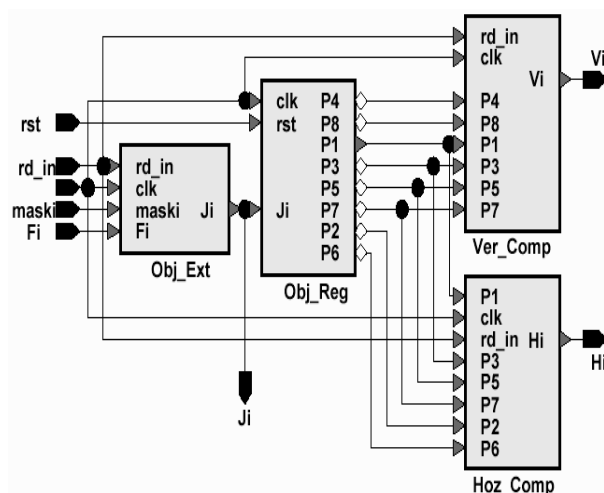 rst
rd_in
maski
Fi
rd_in
clk
maski
Fi
Ji
Obj_Ext
clk
rst
Ji
P4
P8
P1
P3
P5
P7
P2
P6
Obj_Reg
Ji
rd_in
clk
P4
P8
P1
P3
P5
P7
Vi
Ver_Comp
Vi
P1
clk
rd_in
P3
P5
P7
P2
P6
Hi
Hoz_Comp
Hi